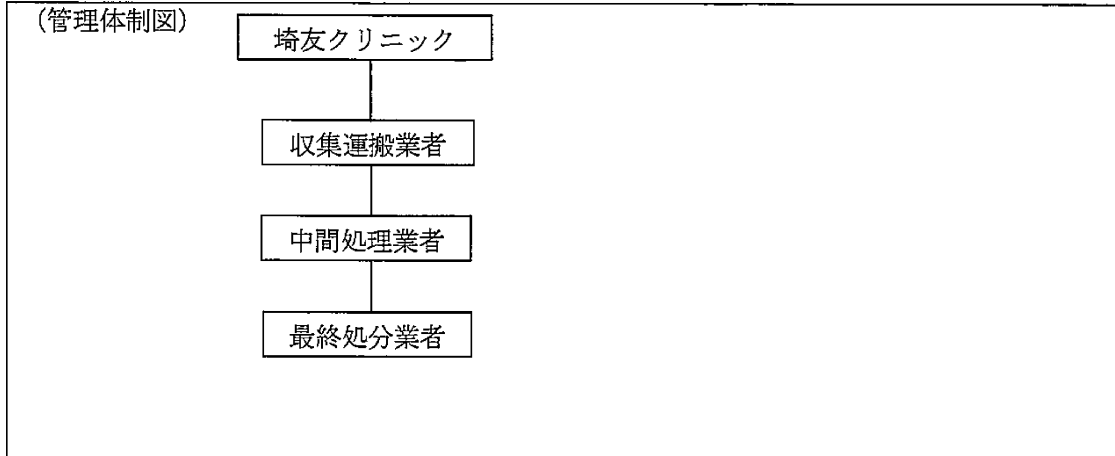 (管理体制図)
埼友クリニック
収集運搬業者
中間処理業者
最終処分業者